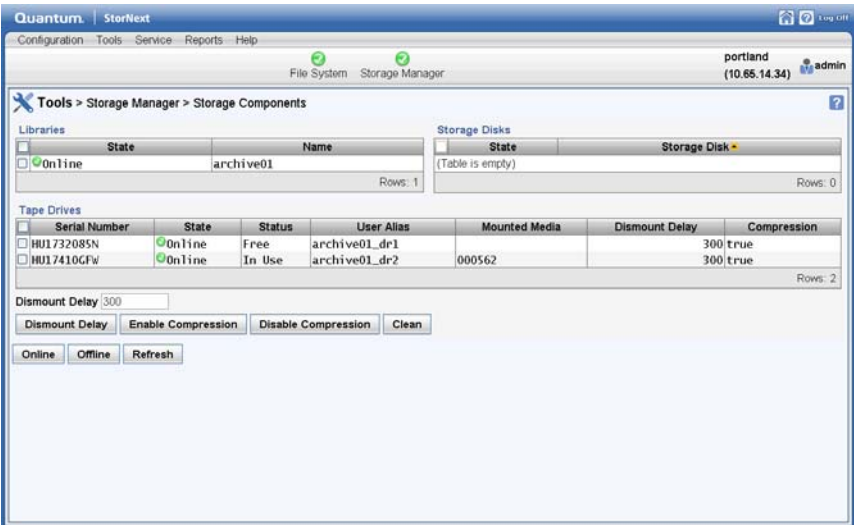 Quantum. StorNext Log Off
Configuration Tools Service Reports Help
File System Storage Manager
portland
(10.65.14.34)
admin
Tools > Storage Manager > Storage Components
Libraries
State Name
Online archive01
Rows: 1
Storage Disks
State Storage Disk
(Table is empty)
Rows: 0
Tape Drives
Serial Number State Status User Alias Mounted Media Dismount Delay Compression
HU1732085N Online Free archive01_dr1 300 true
HU17410GFW Online In Use archive01_dr2 000562 300 true
Rows: 2
Dismount Delay 300
Dismount Delay Enable Compression Disable Compression Clean
Online Offline Refresh